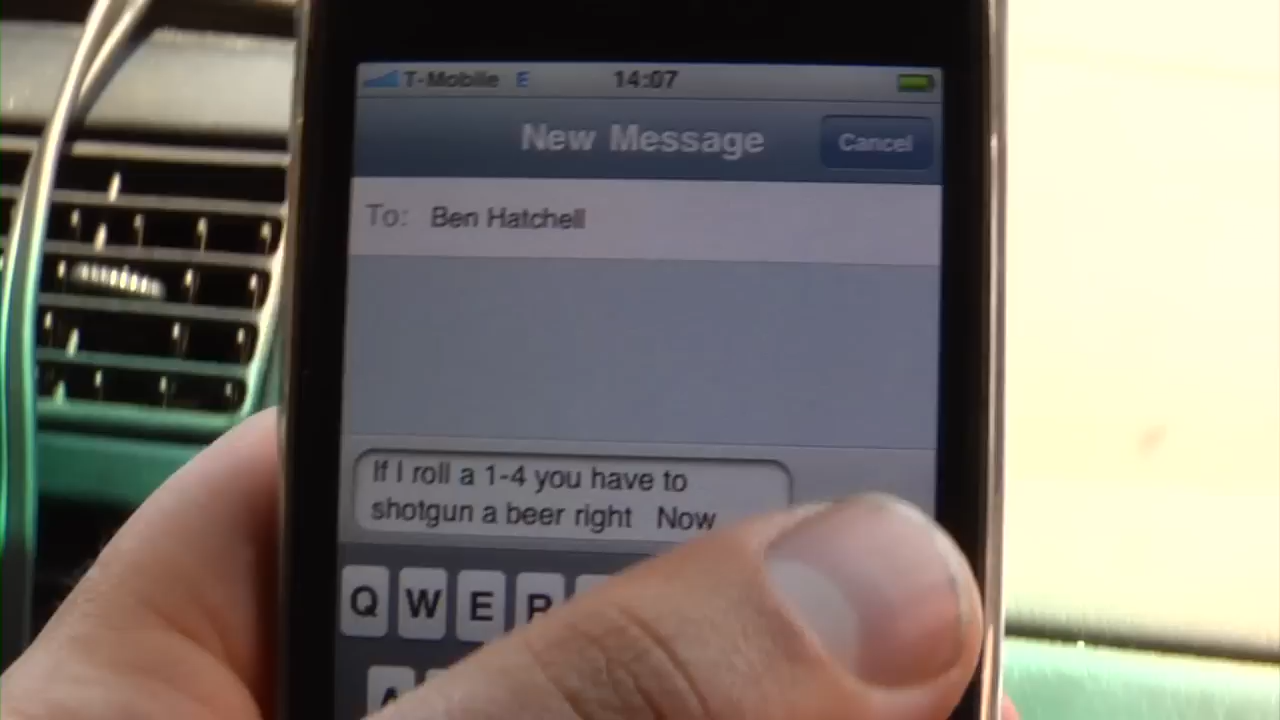 T-Mobile E 14:07
New Message Cancel
To: Ben Hatchell
If I roll a 1-4 you have to
shotgun a beer right Now
Q W E R
A